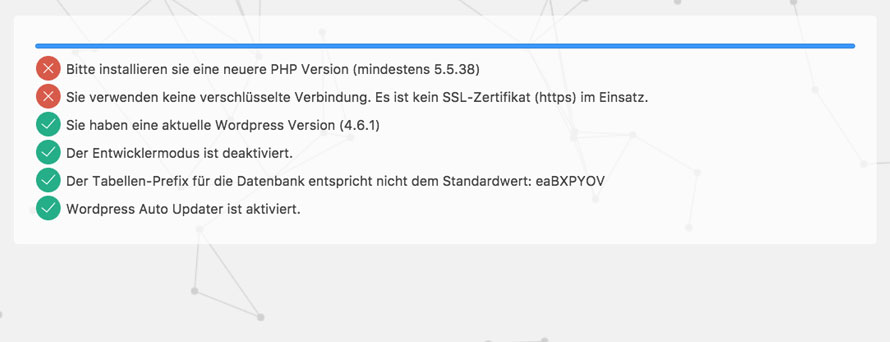 Bitte installieren sie eine neuere PHP Version (mindestens 5.5.38)
Sie verwenden keine verschlüsselte Verbindung. Es ist kein SSL-Zertifikat (https) im Einsatz.
Sie haben eine aktuelle Wordpress Version (4.6.1)
Der Entwicklermodus ist deaktiviert.
Der Tabellen-Prefix für die Datenbank entspricht nicht dem Standardwert: eaBXPYOV
Wordpress Auto Updater ist aktiviert.